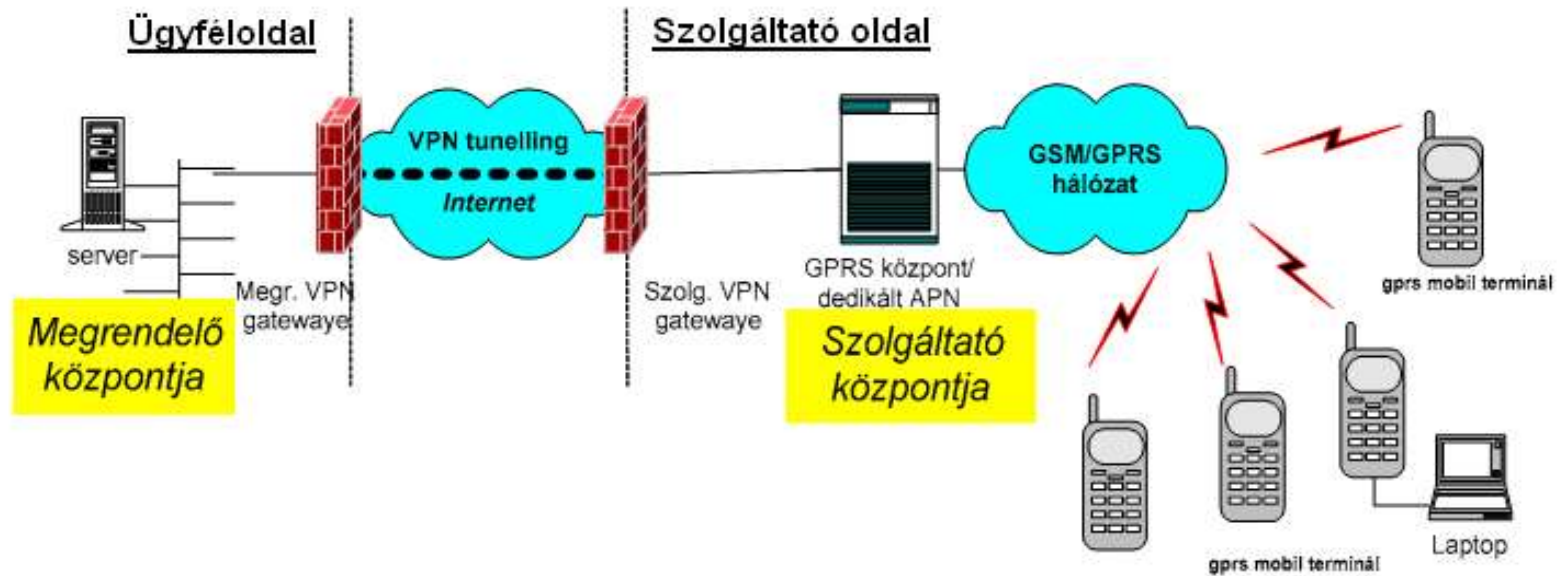 Ügyféloldal
Szolgáltató oldal
VPN tunelling
Internet
GSM/GPRS
hálózat
server
Megr. VPN
gatewaye
Szolg. VPN
gatewaye
GPRS központ/
dedikált APN
gprs mobil terminál
Megrendelő
központja
Szolgáltató
központja
gprs mobil terminál
Laptop